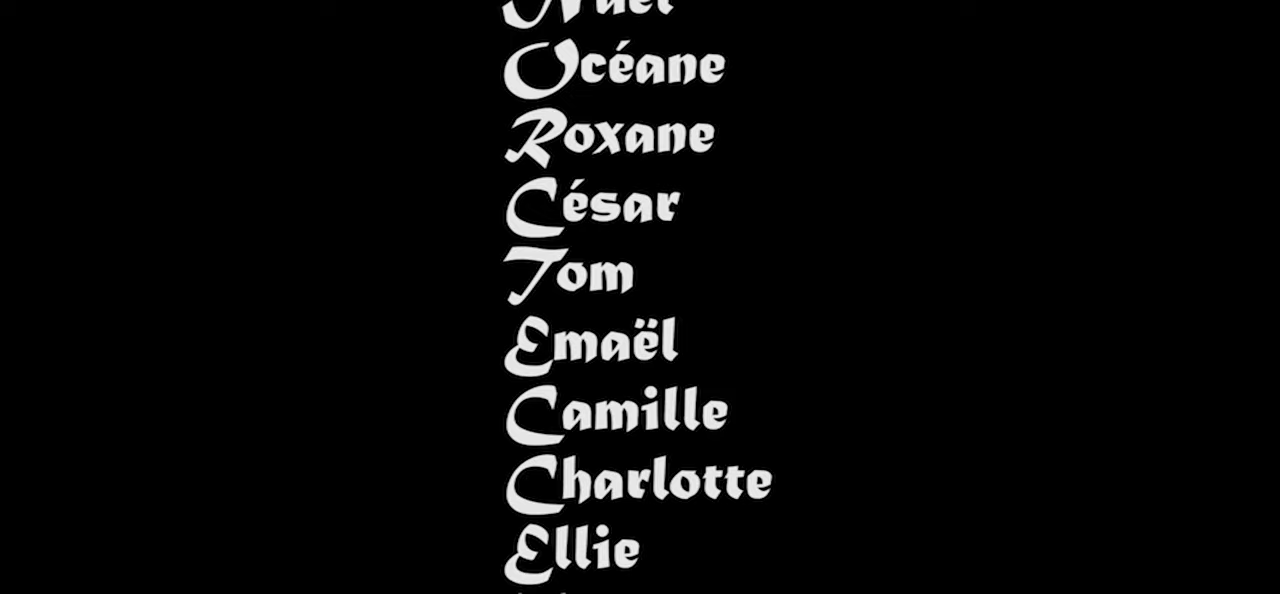 Océane
Roxane
César
Tom
Emaël
Camille
Charlotte
Ellie